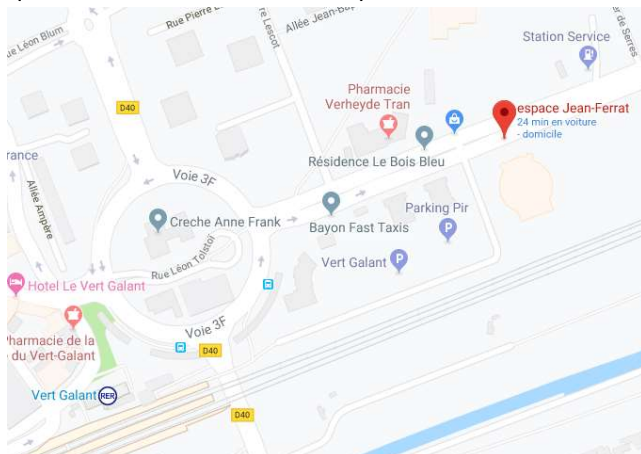 Rue Pierre L
Allée Jean-Ba
Rue Léon Blum
Lescot
Station Service
de Serres
Pharmacie
Verheyde Tran
espace Jean-Ferrat
24 min en voiture
- domicile
D40
rance
Voie 3F
Résidence Le Bois Bleu
Allée Ampère
Creche Anne Frank
Bayon Fast Taxis
Parking Pir
Rue Léon Tolstoï
Vert Galant
P
P
Hotel Le Vert Galant
Voie 3F
Pharmacie de la
du Vert-Galant
D40
Vert Galant
RER
D40